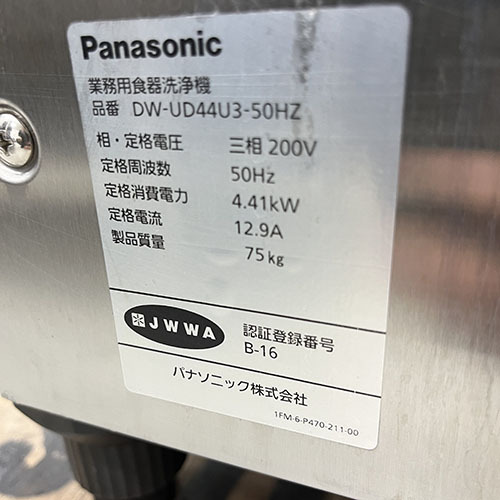 Panasonic
業務用食器洗浄機
品番 DW-UD44U3-50HZ
相・定格電圧 三相 200V
定格周波数 50Hz
定格消費電力 4.41kW
定格電流 12.9A
製品質量 75kg
JWWA 認証登録番号
B-16
パナソニック株式会社
1FM-6-P470-211-00